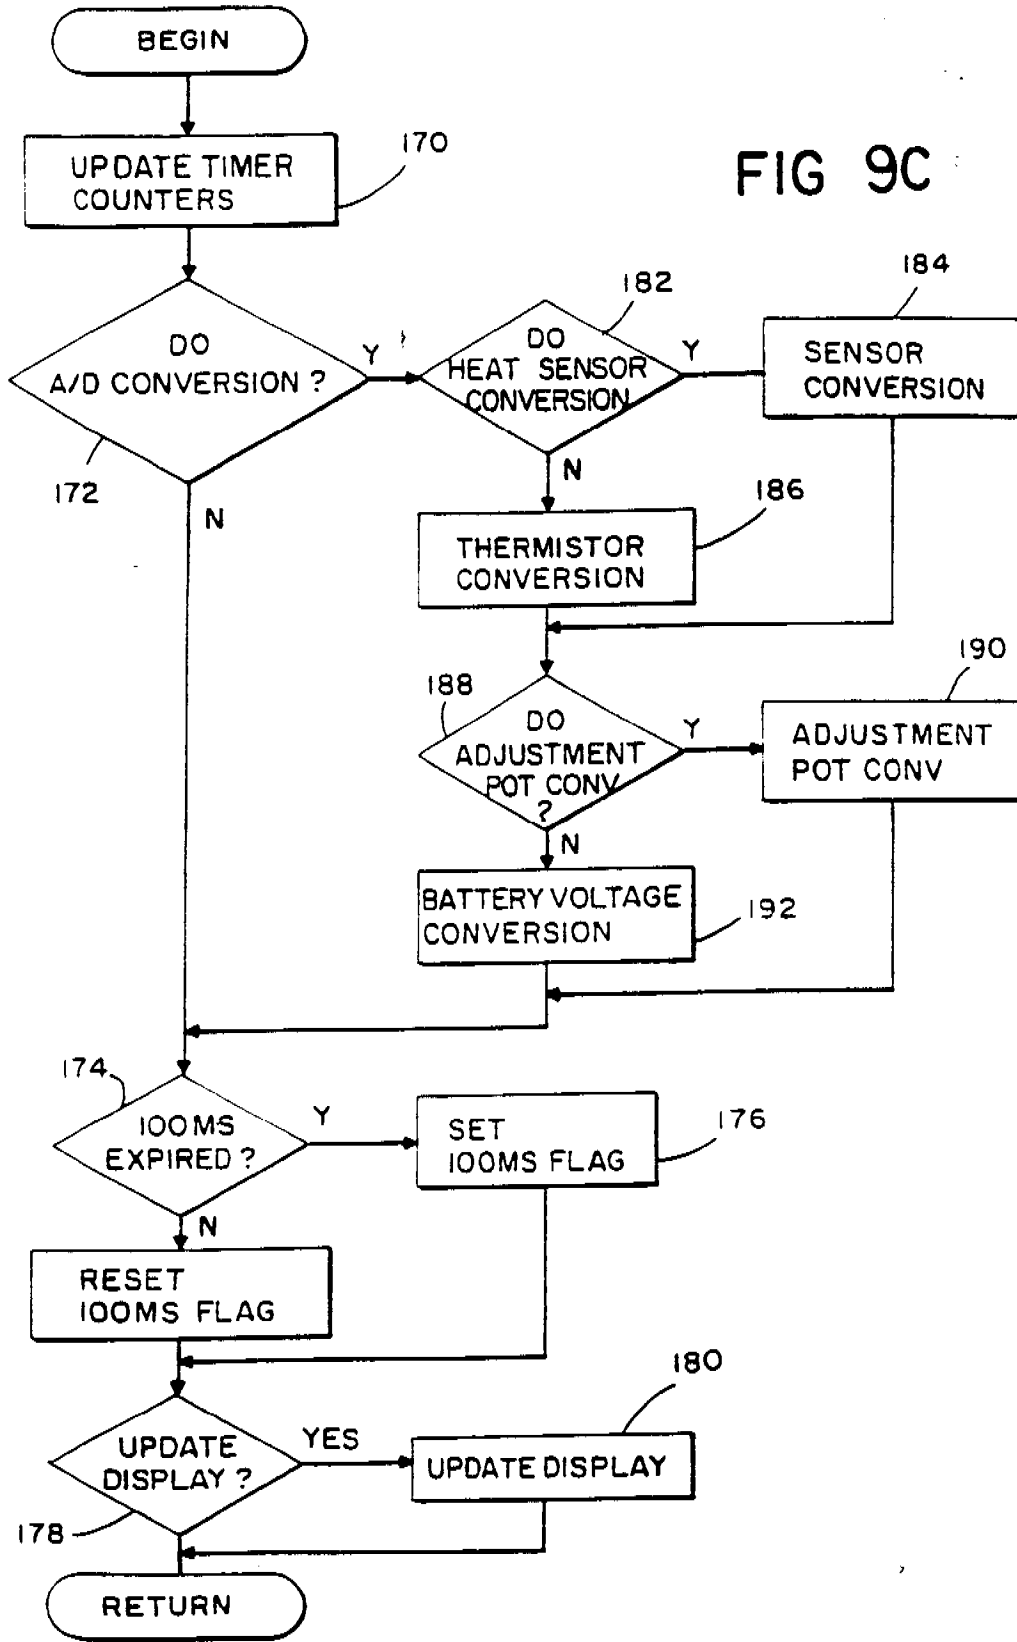 BEGIN
UPDATE TIMER
COUNTERS
170
FIG 9C
DO
A/D CONVERSION ?
172
Y
N
182
DO
HEAT SENSOR
CONVERSION
Y
N
184
SENSOR
CONVERSION
186
THERMISTOR
CONVERSION
188
DO
ADJUSTMENT
POT CONV
?
Y
N
190
ADJUSTMENT
POT CONV
BATTERY VOLTAGE
CONVERSION
192
174
100MS
EXPIRED ?
Y
N
SET
100MS FLAG
176
RESET
100MS FLAG
UPDATE
DISPLAY ?
178
YES
180
UPDATE DISPLAY
RETURN